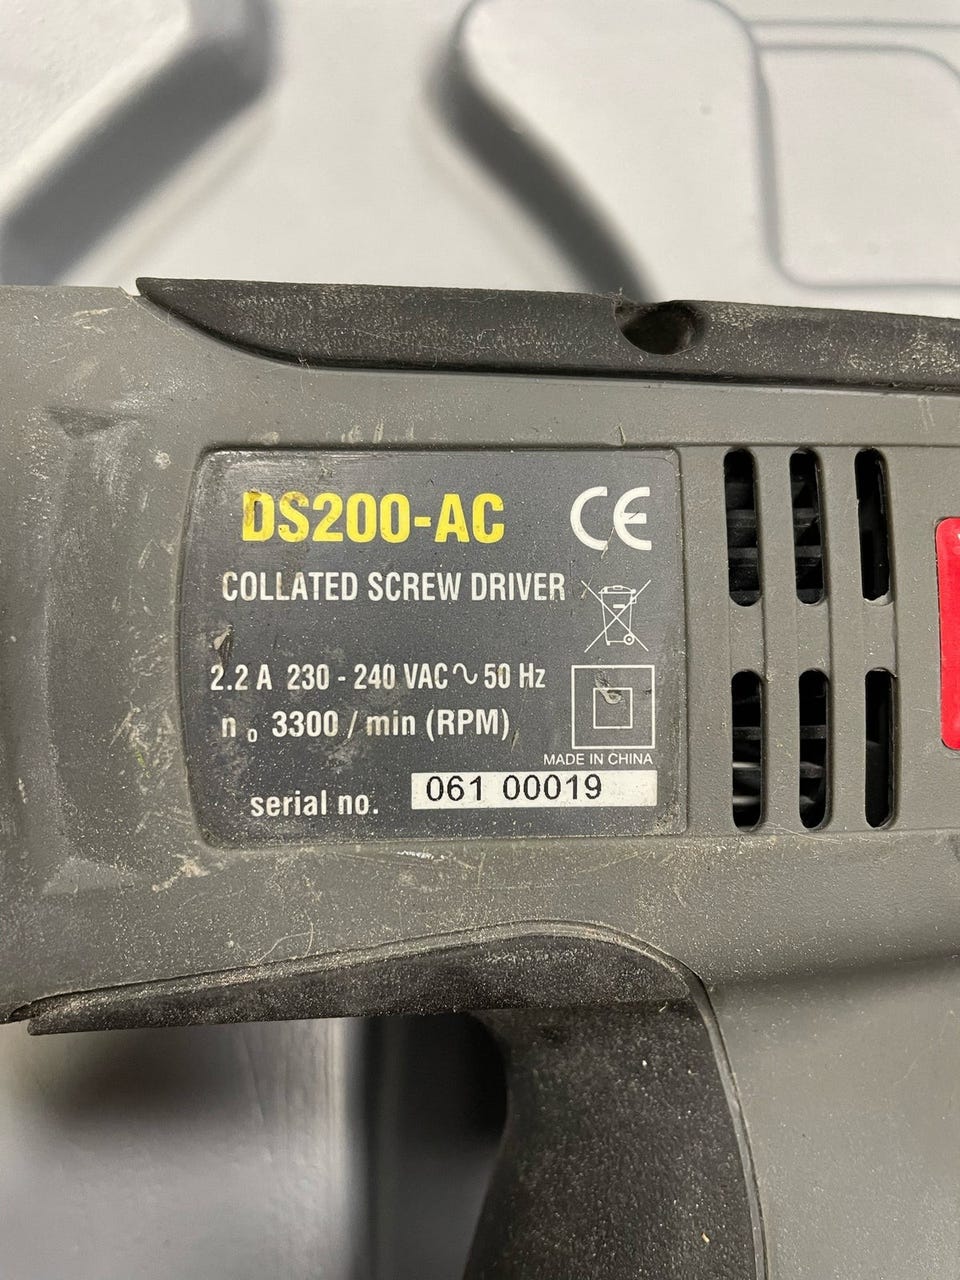 DS200-AC CE
COLLATED SCREW DRIVER
2.2 A 230 - 240 VAC ∿ 50 Hz
n₀ 3300 / min (RPM)
MADE IN CHINA
serial no. 061 00019